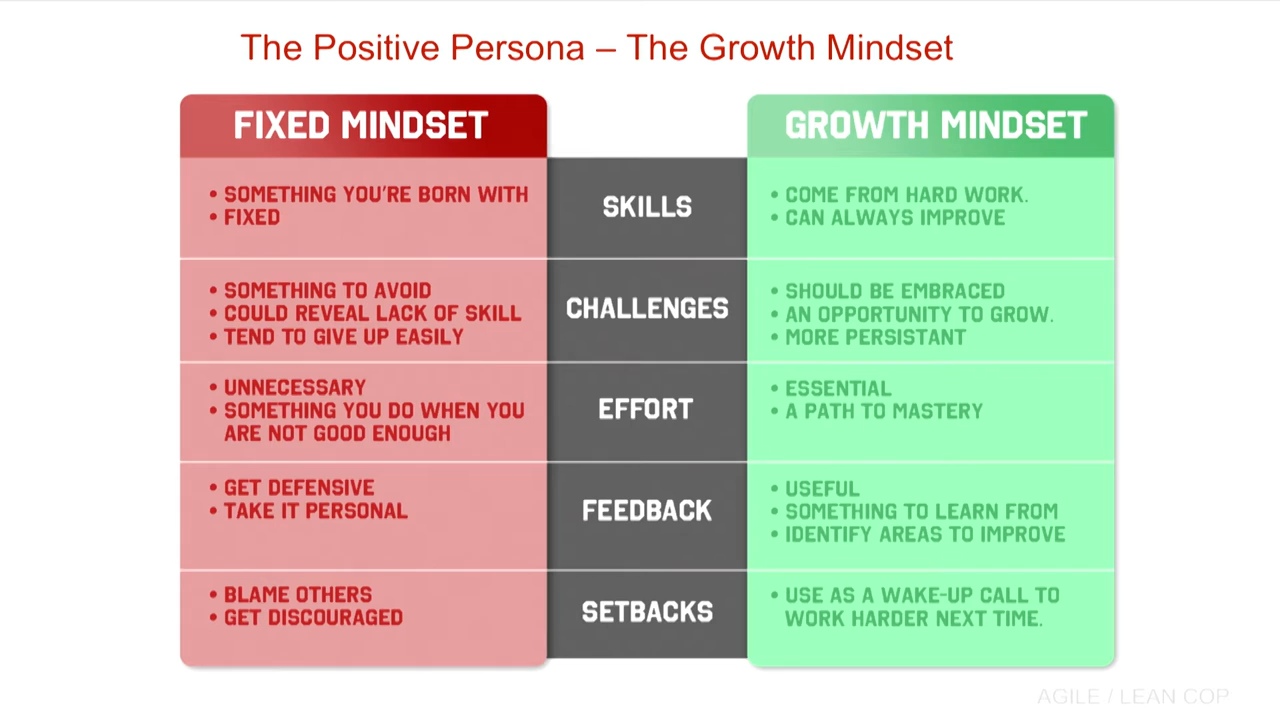 The Positive Persona – The Growth Mindset
FIXED MINDSET
GROWTH MINDSET
SKILLS
• SOMETHING YOU'RE BORN WITH
• FIXED
• COME FROM HARD WORK.
• CAN ALWAYS IMPROVE
CHALLENGES
• SOMETHING TO AVOID
• COULD REVEAL LACK OF SKILL
• TEND TO GIVE UP EASILY
• SHOULD BE EMBRACED
• AN OPPORTUNITY TO GROW.
• MORE PERSISTANT
EFFORT
• UNNECESSARY
• SOMETHING YOU DO WHEN YOU
ARE NOT GOOD ENOUGH
• ESSENTIAL
• A PATH TO MASTERY
FEEDBACK
• GET DEFENSIVE
• TAKE IT PERSONAL
• USEFUL
• SOMETHING TO LEARN FROM
• IDENTIFY AREAS TO IMPROVE
SETBACKS
• BLAME OTHERS
• GET DISCOURAGED
• USE AS A WAKE-UP CALL TO
WORK HARDER NEXT TIME.
AGILE / LEAN COP